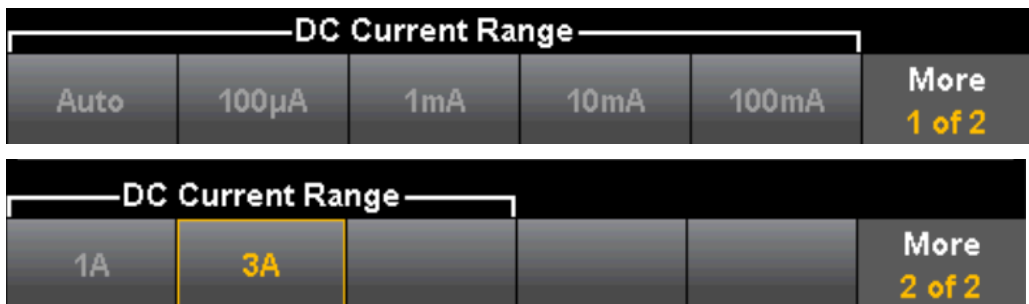 DC Current Range
Auto 100µA 1mA 10mA 100mA More
1 of 2
DC Current Range
1A 3A More
2 of 2